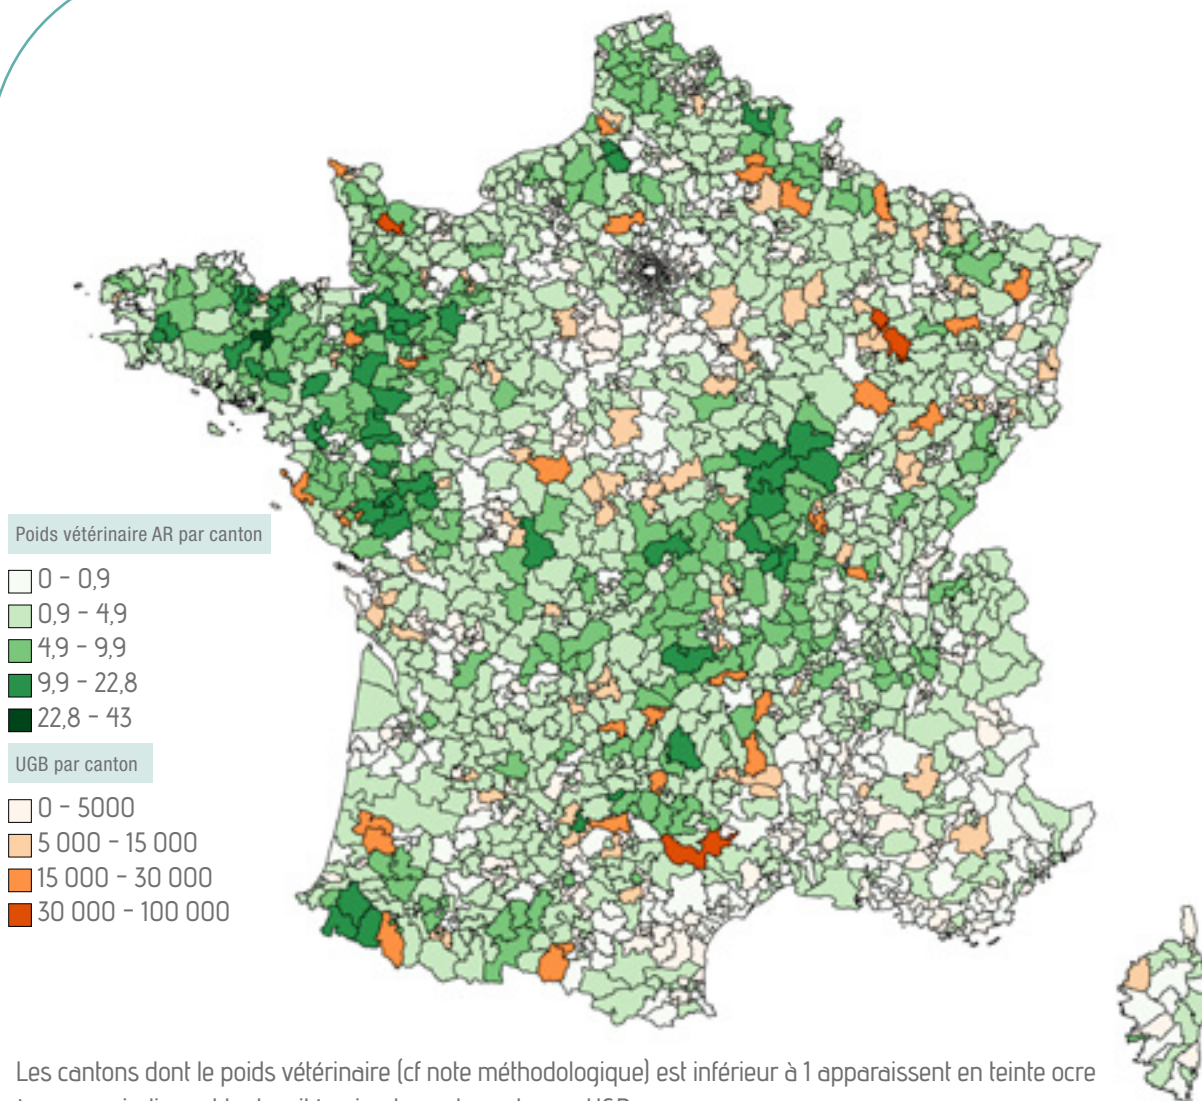 Poids vétérinaire AR par canton
0 – 0,9
0,9 – 4,9
4,9 – 9,9
9,9 – 22,8
22,8 – 43
UGB par canton
0 – 5000
5 000 – 15 000
15 000 – 30 000
30 000 – 100 000
Les cantons dont le poids vétérinaire (cf note méthodologique) est inférieur à 1 apparaissent en teinte ocre